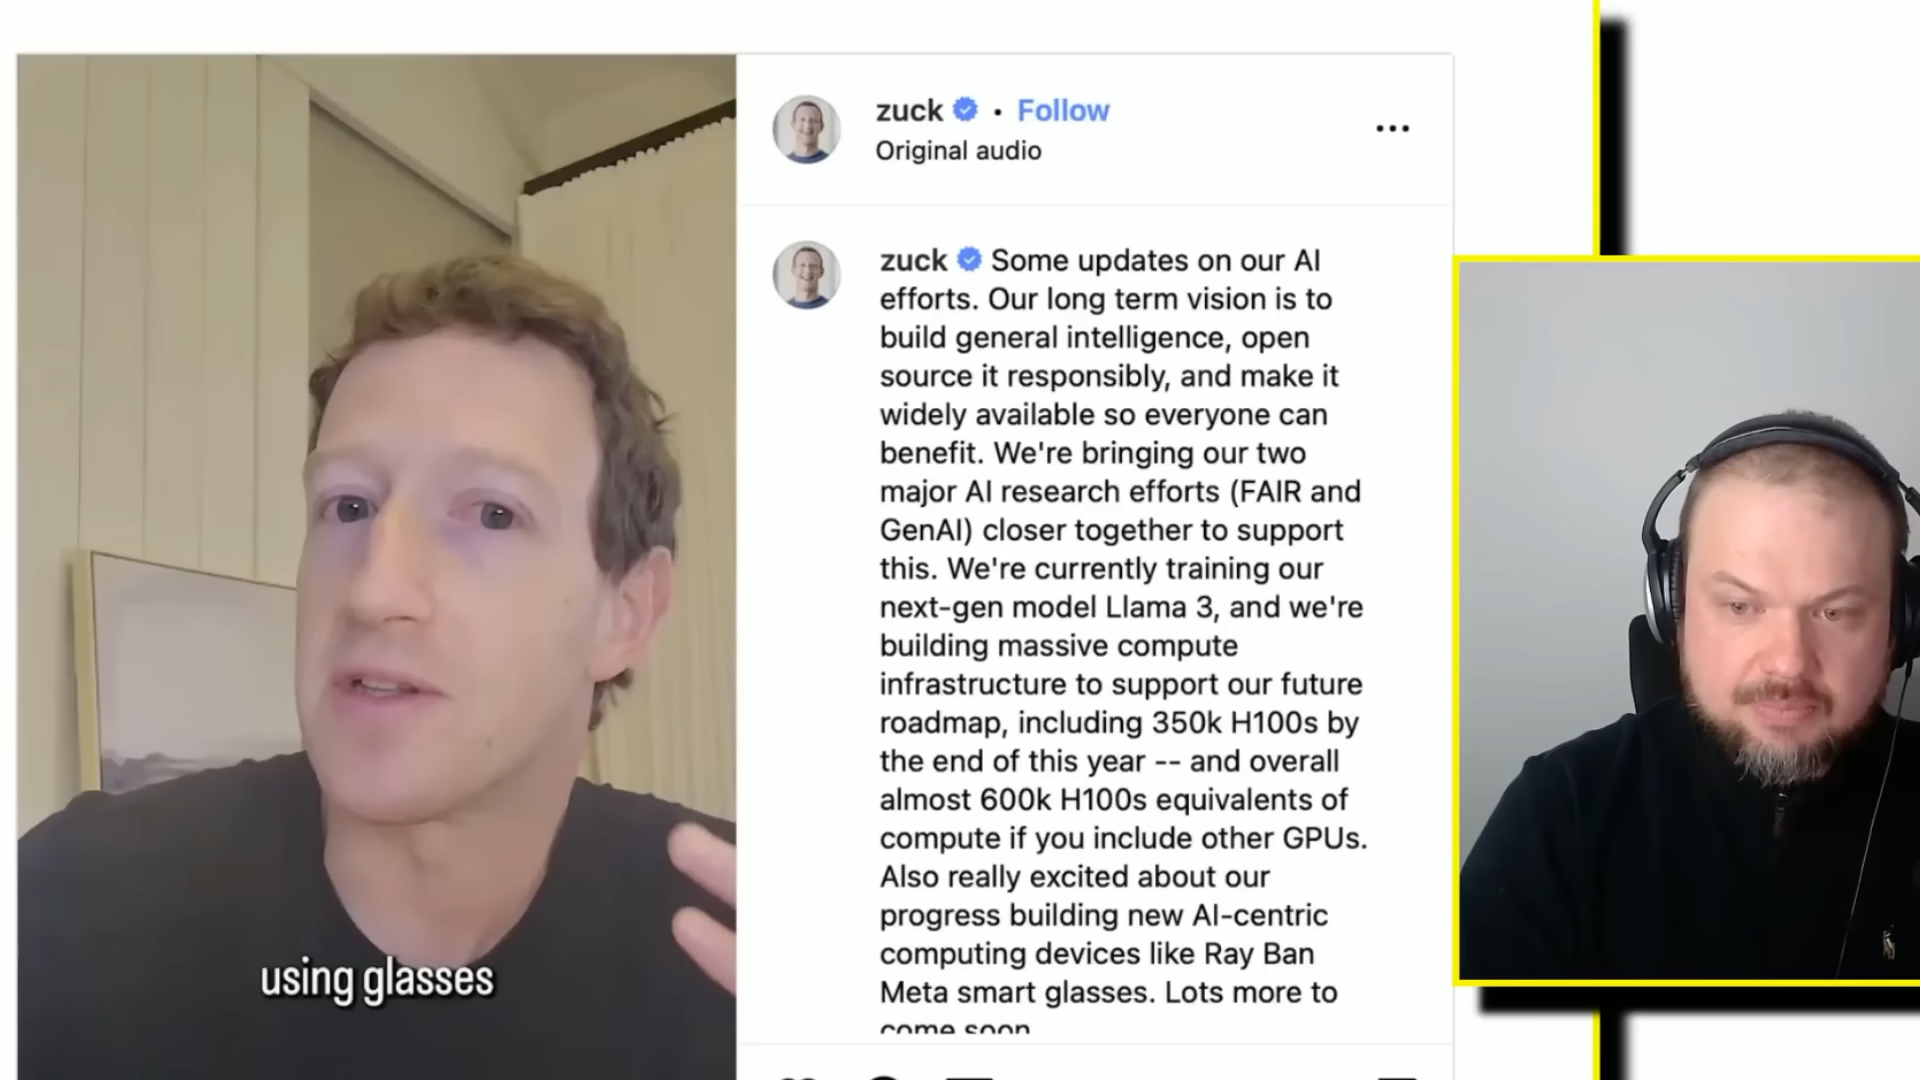 zuck • Follow
Original audio
zuck Some updates on our AI
efforts. Our long term vision is to
build general intelligence, open
source it responsibly, and make it
widely available so everyone can
benefit. We're bringing our two
major AI research efforts (FAIR and
GenAI) closer together to support
this. We're currently training our
next-gen model Llama 3, and we're
building massive compute
infrastructure to support our future
roadmap, including 350k H100s by
the end of this year -- and overall
almost 600k H100s equivalents of
compute if you include other GPUs.
Also really excited about our
progress building new AI-centric
computing devices like Ray Ban
Meta smart glasses. Lots more to
come soon
using glasses